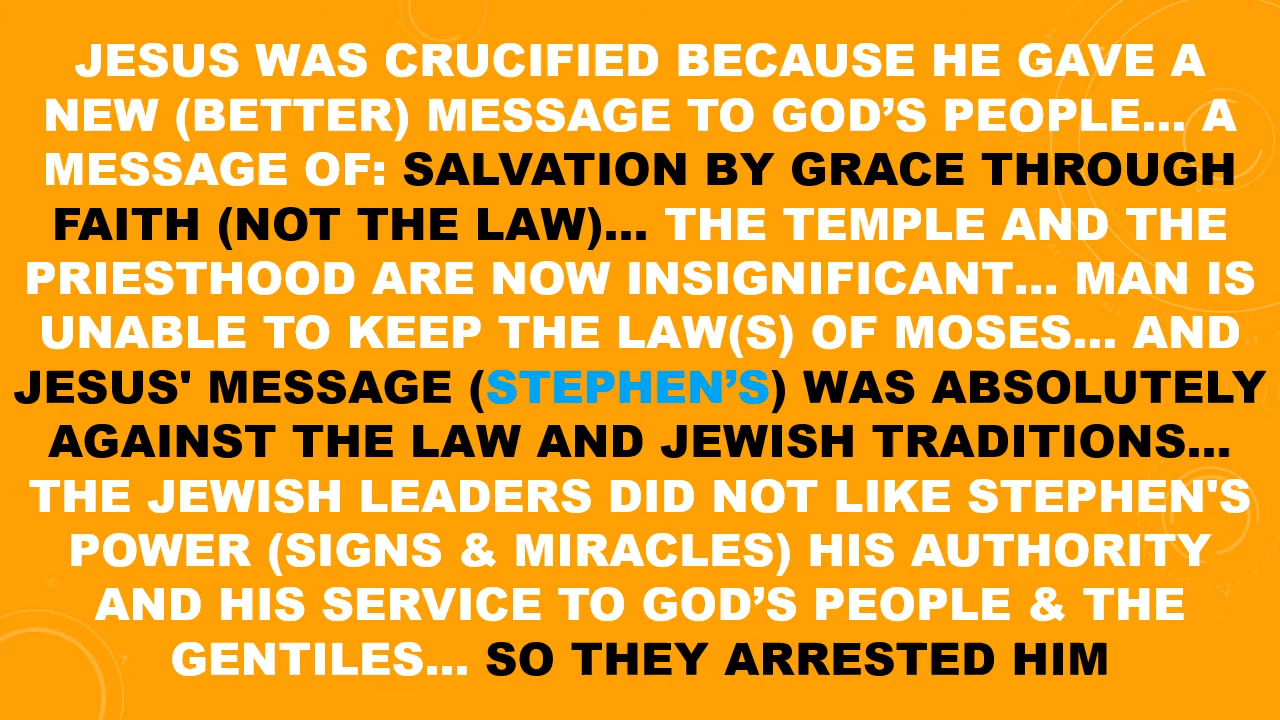 JESUS WAS CRUCIFIED BECAUSE HE GAVE A
NEW (BETTER) MESSAGE TO GOD’S PEOPLE... A
MESSAGE OF: SALVATION BY GRACE THROUGH
FAITH (NOT THE LAW)... THE TEMPLE AND THE
PRIESTHOOD ARE NOW INSIGNIFICANT... MAN IS
UNABLE TO KEEP THE LAW(S) OF MOSES... AND
JESUS' MESSAGE (STEPHEN’S) WAS ABSOLUTELY
AGAINST THE LAW AND JEWISH TRADITIONS...
THE JEWISH LEADERS DID NOT LIKE STEPHEN'S
POWER (SIGNS & MIRACLES) HIS AUTHORITY
AND HIS SERVICE TO GOD’S PEOPLE & THE
GENTILES... SO THEY ARRESTED HIM